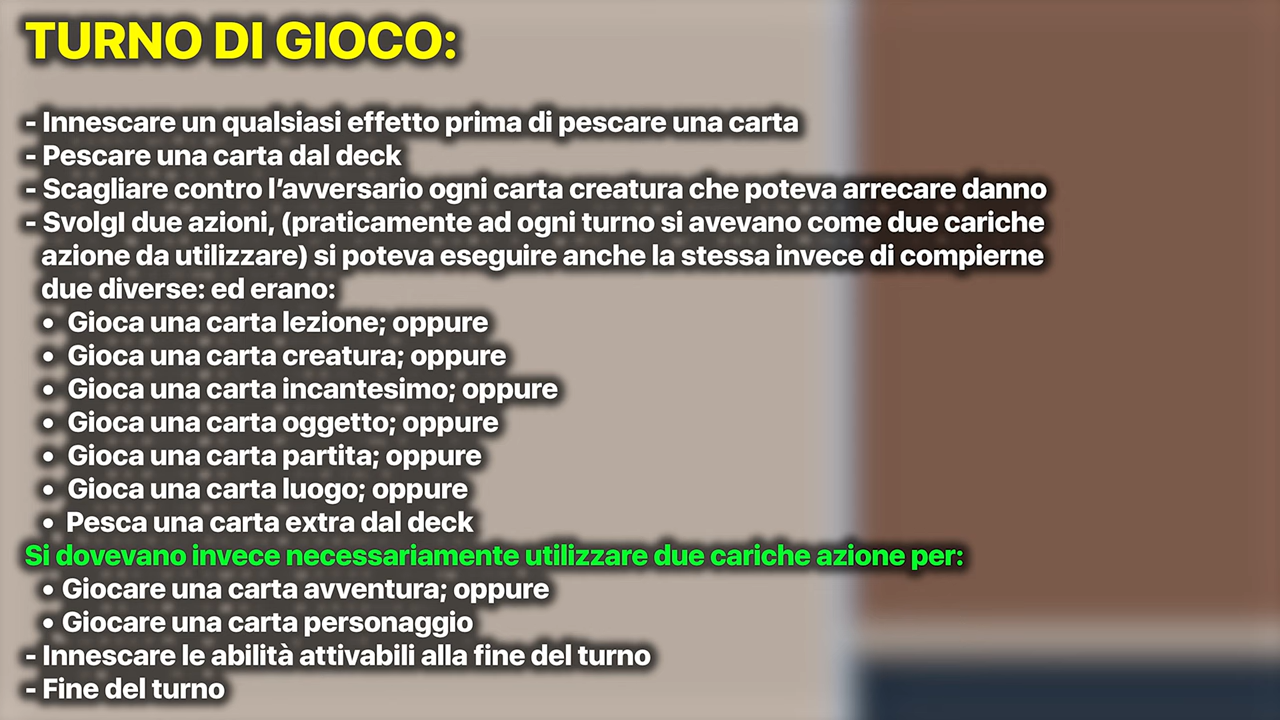 TURNO DI GIOCO:
- Innescare un qualsiasi effetto prima di pescare una carta
- Pescare una carta dal deck
- Scagliare contro l’avversario ogni carta creatura che poteva arrecare danno
- SvolgI due azioni, (praticamente ad ogni turno si avevano come due cariche
azione da utilizzare) si poteva eseguire anche la stessa invece di compierne
due diverse: ed erano:
• Gioca una carta lezione; oppure
• Gioca una carta creatura; oppure
• Gioca una carta incantesimo; oppure
• Gioca una carta oggetto; oppure
• Gioca una carta partita; oppure
• Gioca una carta luogo; oppure
• Pesca una carta extra dal deck
Si dovevano invece necessariamente utilizzare due cariche azione per:
• Giocare una carta avventura; oppure
• Giocare una carta personaggio
- Innescare le abilità attivabili alla fine del turno
- Fine del turno